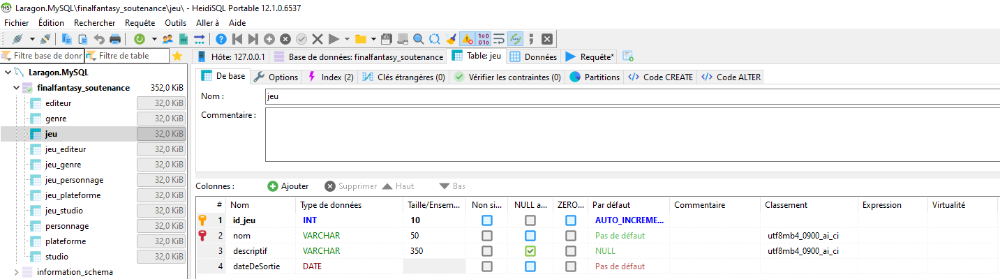 Laragon.MySQL\finalfantasy_soutenance\jeu\ - HeidiSQL Portable 12.1.0.6537
Fichier Édition Rechercher Requête Outils Aller à Aide
Filtre base de donr Filtre de table
Hôte: 127.0.0.1 Base de données: finalfantasy_soutenance Table: jeu Données Requête*
Laragon.MySQL
finalfantasy_soutenance 352,0 KiB
editeur 32,0 KiB
genre 32,0 KiB
jeu 32,0 KiB
jeu_editeur 32,0 KiB
jeu_genre 32,0 KiB
jeu_personnage 32,0 KiB
jeu_plateforme 32,0 KiB
jeu_studio 32,0 KiB
personnage 32,0 KiB
plateforme 32,0 KiB
studio 32,0 KiB
information_schema
De base Options Index (2) Clés étrangères (0) Vérifier les contraintes (0) Partitions Code CREATE Code ALTER
Nom : jeu
Commentaire :
Colonnes : Ajouter Supprimer Haut Bas
# Nom Type de données Taille/Ensem... Non si... NULL a... ZERO... Par défaut Commentaire Classement Expression Virtualité
1 id_jeu INT 10 AUTO_INCREME...
2 nom VARCHAR 50 Pas de défaut utf8mb4_0900_ai_ci
3 descriptif VARCHAR 350 NULL utf8mb4_0900_ai_ci
4 dateDeSortie DATE Pas de défaut